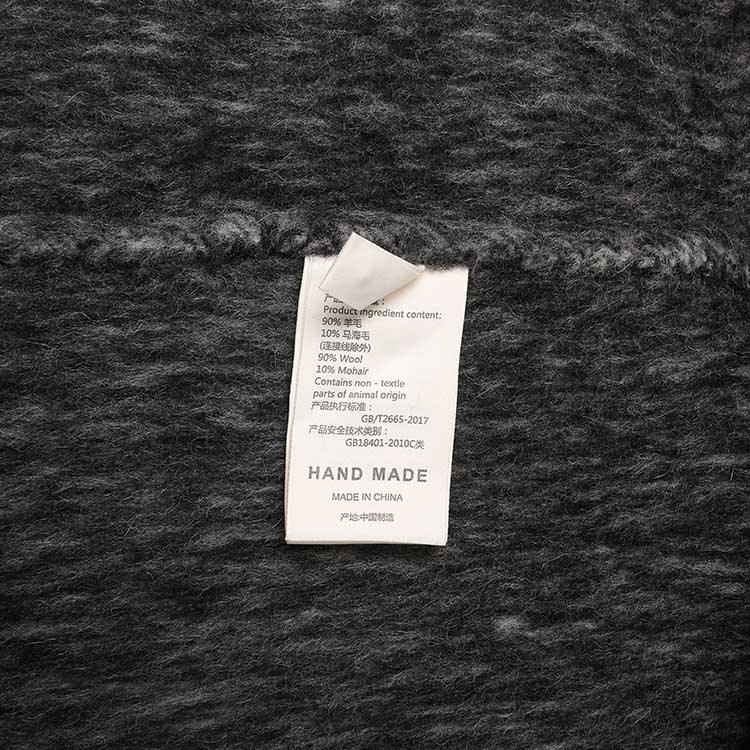 产品
Product ingredient content:
90% 羊毛
10% 马海毛
(连接线除外)
90% Wool
10% Mohair
Contains non - textle
parts of animal origin
产品执行标准：
GB/T2665-2017
产品安全技术类别：
GB18401-2010C类
HAND MADE
MADE IN CHINA
产地:中国制造